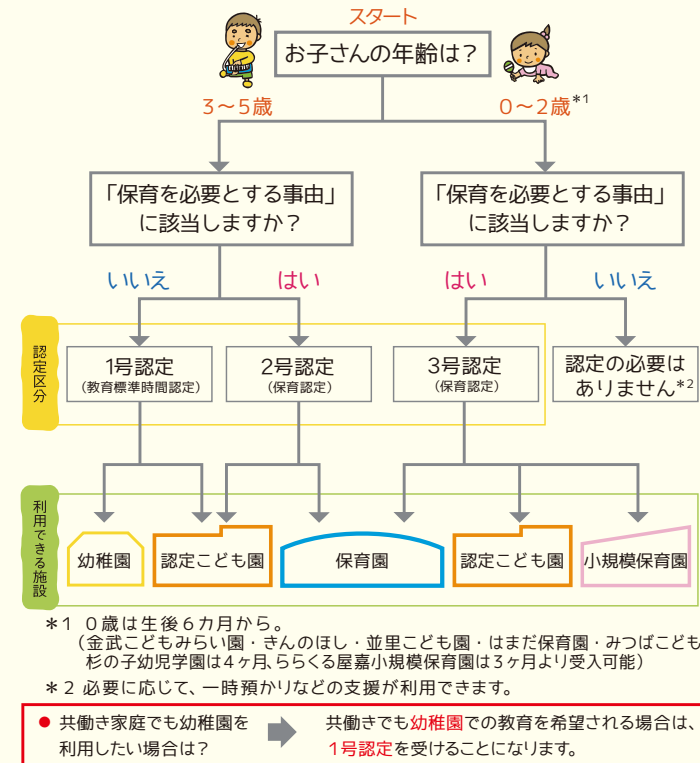 スタート
お子さんの年齢は？
3～5歳
0～2歳*1
「保育を必要とする事由」
に該当しますか？
「保育を必要とする事由」
に該当しますか？
いいえ
はい
はい
いいえ
認定区分
1号認定
（教育標準時間認定）
2号認定
（保育認定）
3号認定
（保育認定）
認定の必要は
ありません*2
利用できる施設
幼稚園
認定こども園
保育園
認定こども園
小規模保育園
*1 0歳は生後6カ月から。
（金武こどもみらい園・きんのほし・並里こども園・はまだ保育園・みつばこども
杉の子幼児学園は4ヶ月、ららくる屋嘉小規模保育園は3ヶ月より受入可能）
*2 必要に応じて、一時預かりなどの支援が利用できます。
● 共働き家庭でも幼稚園を
利用したい場合は？
共働きでも幼稚園での教育を希望される場合は、
1号認定を受けることになります。